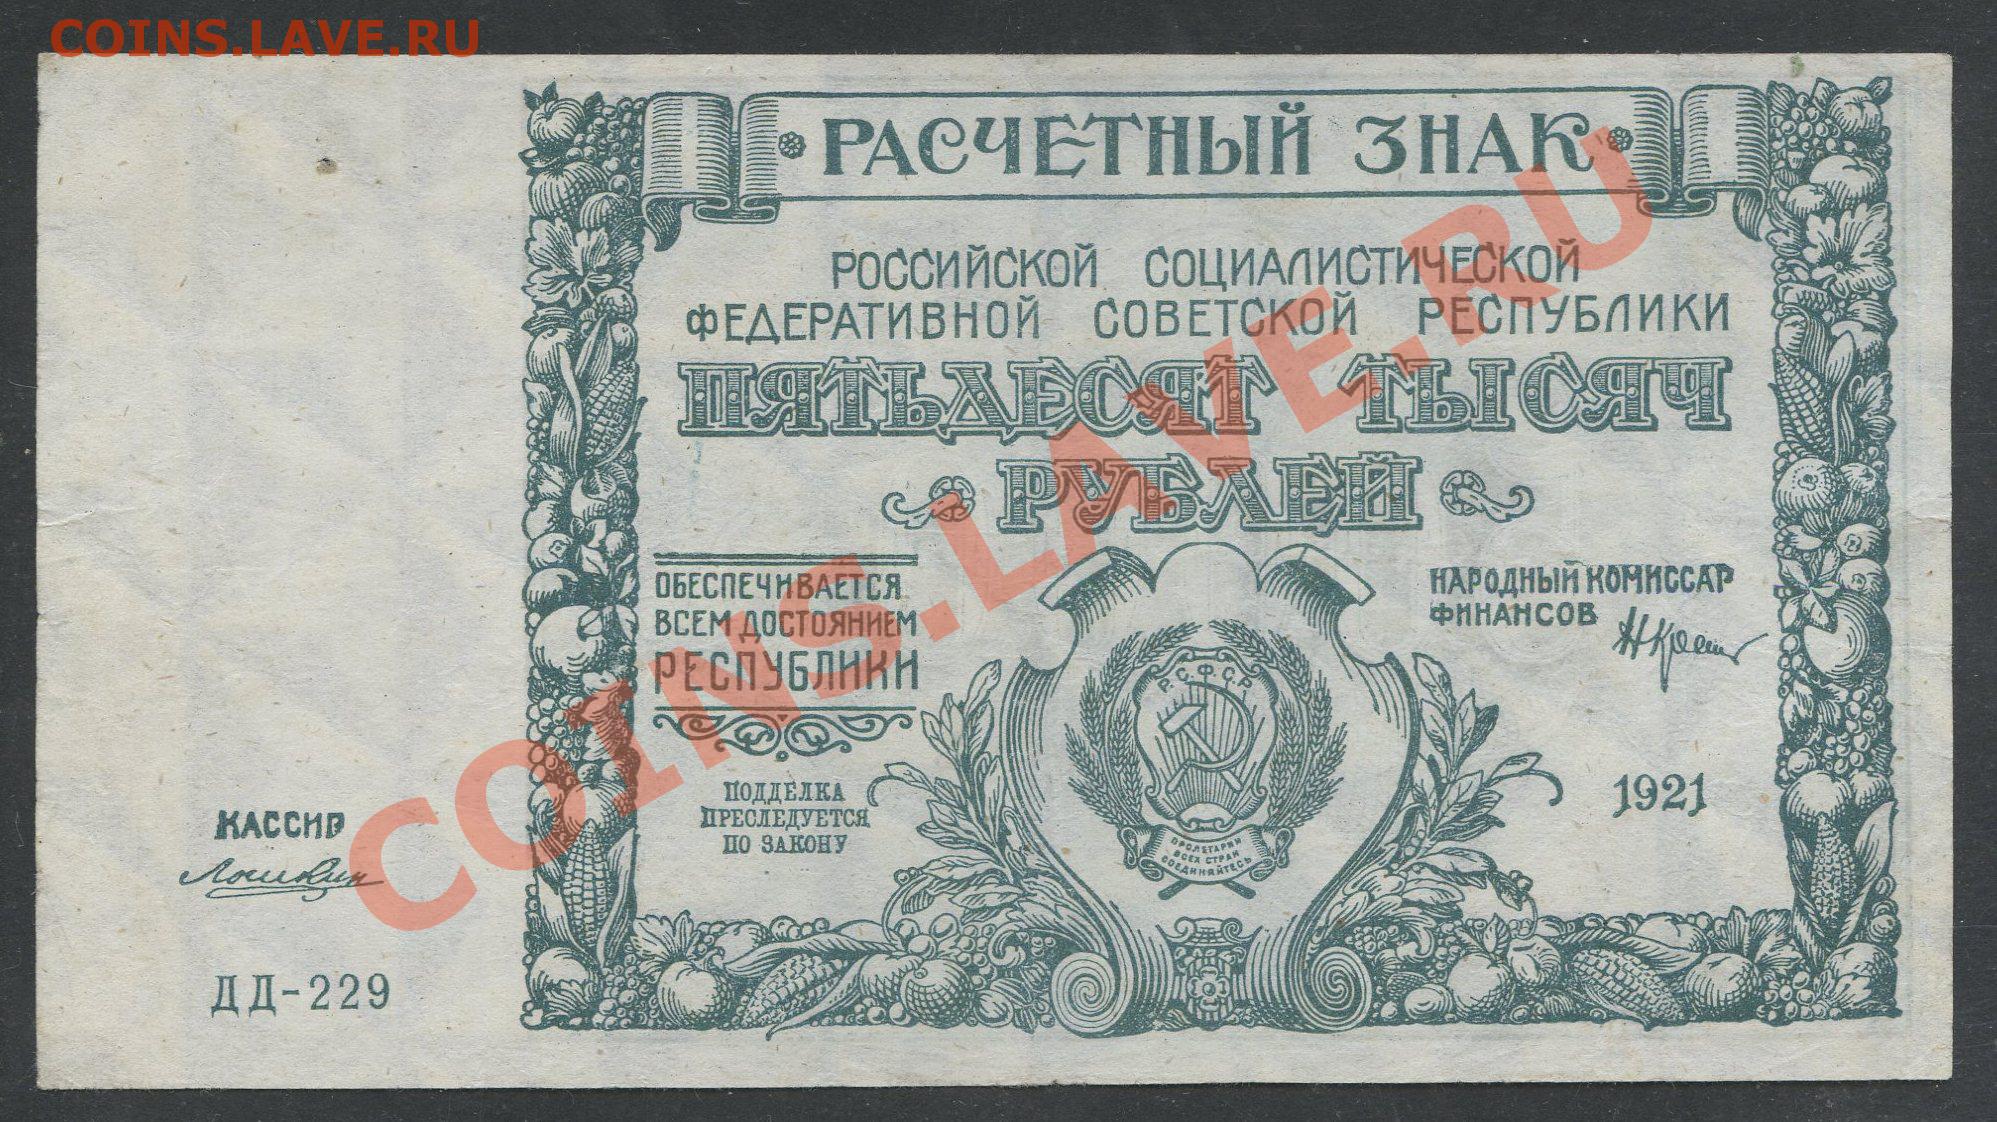 COINS.LAVE.RU
РАСЧЕТНЫЙ ЗНАК
РОССИЙСКОЙ СОЦИАЛИСТИЧЕСКОЙ
ФЕДЕРАТИВНОЙ СОВЕТСКОЙ РЕСПУБЛИКИ
ПЯТЬДЕСЯТ ТЫСЯЧ
РУБЛЕЙ
ОБЕСПЕЧИВАЕТСЯ
ВСЕМ ДОСТОЯНИЕМ
РЕСПУБЛИКИ
НАРОДНЫЙ КОМИССАР
ФИНАНСОВ
Р.С.Ф.С.Р.
ПОДДЕЛКА
ПРЕСЛЕДУЕТСЯ
ПО ЗАКОНУ
1921
ПРОЛЕТАРИИ
ВСЕХ СТРАН
СОЕДИНЯЙТЕСЬ
КАССИР
ДД-229
COINS.LAVE.RU